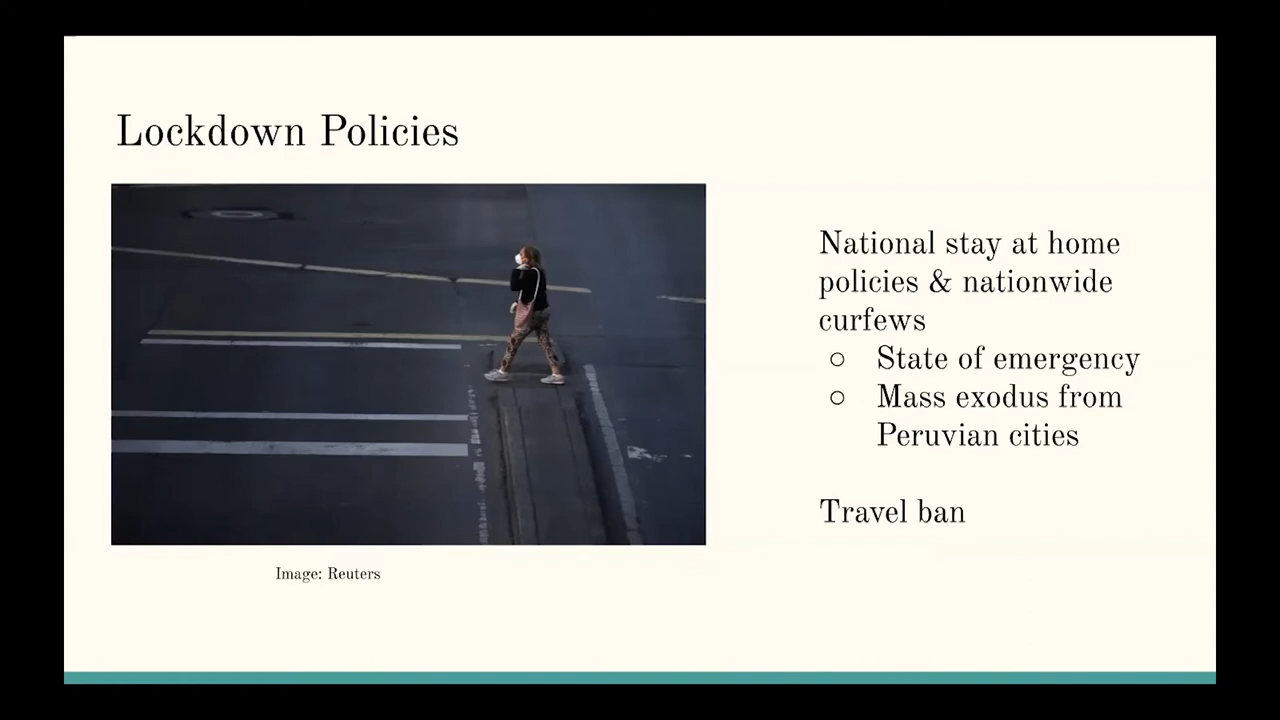 Lockdown Policies
National stay at home
policies & nationwide
curfews
○ State of emergency
○ Mass exodus from
Peruvian cities
Travel ban
Image: Reuters